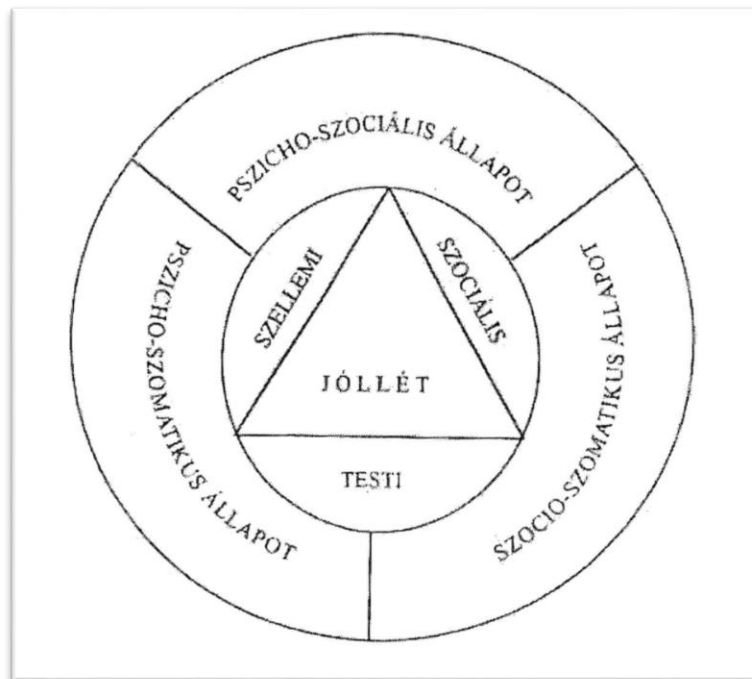 PSZICHO-SZOCIÁLIS ÁLLAPOT
SZELLEMI
SZOCIÁLIS
JÓLLÉT
TESTI
PSZICHO-SZOMATIKUS ÁLLAPOT
SZOCIO-SZOMATIKUS ÁLLAPOT